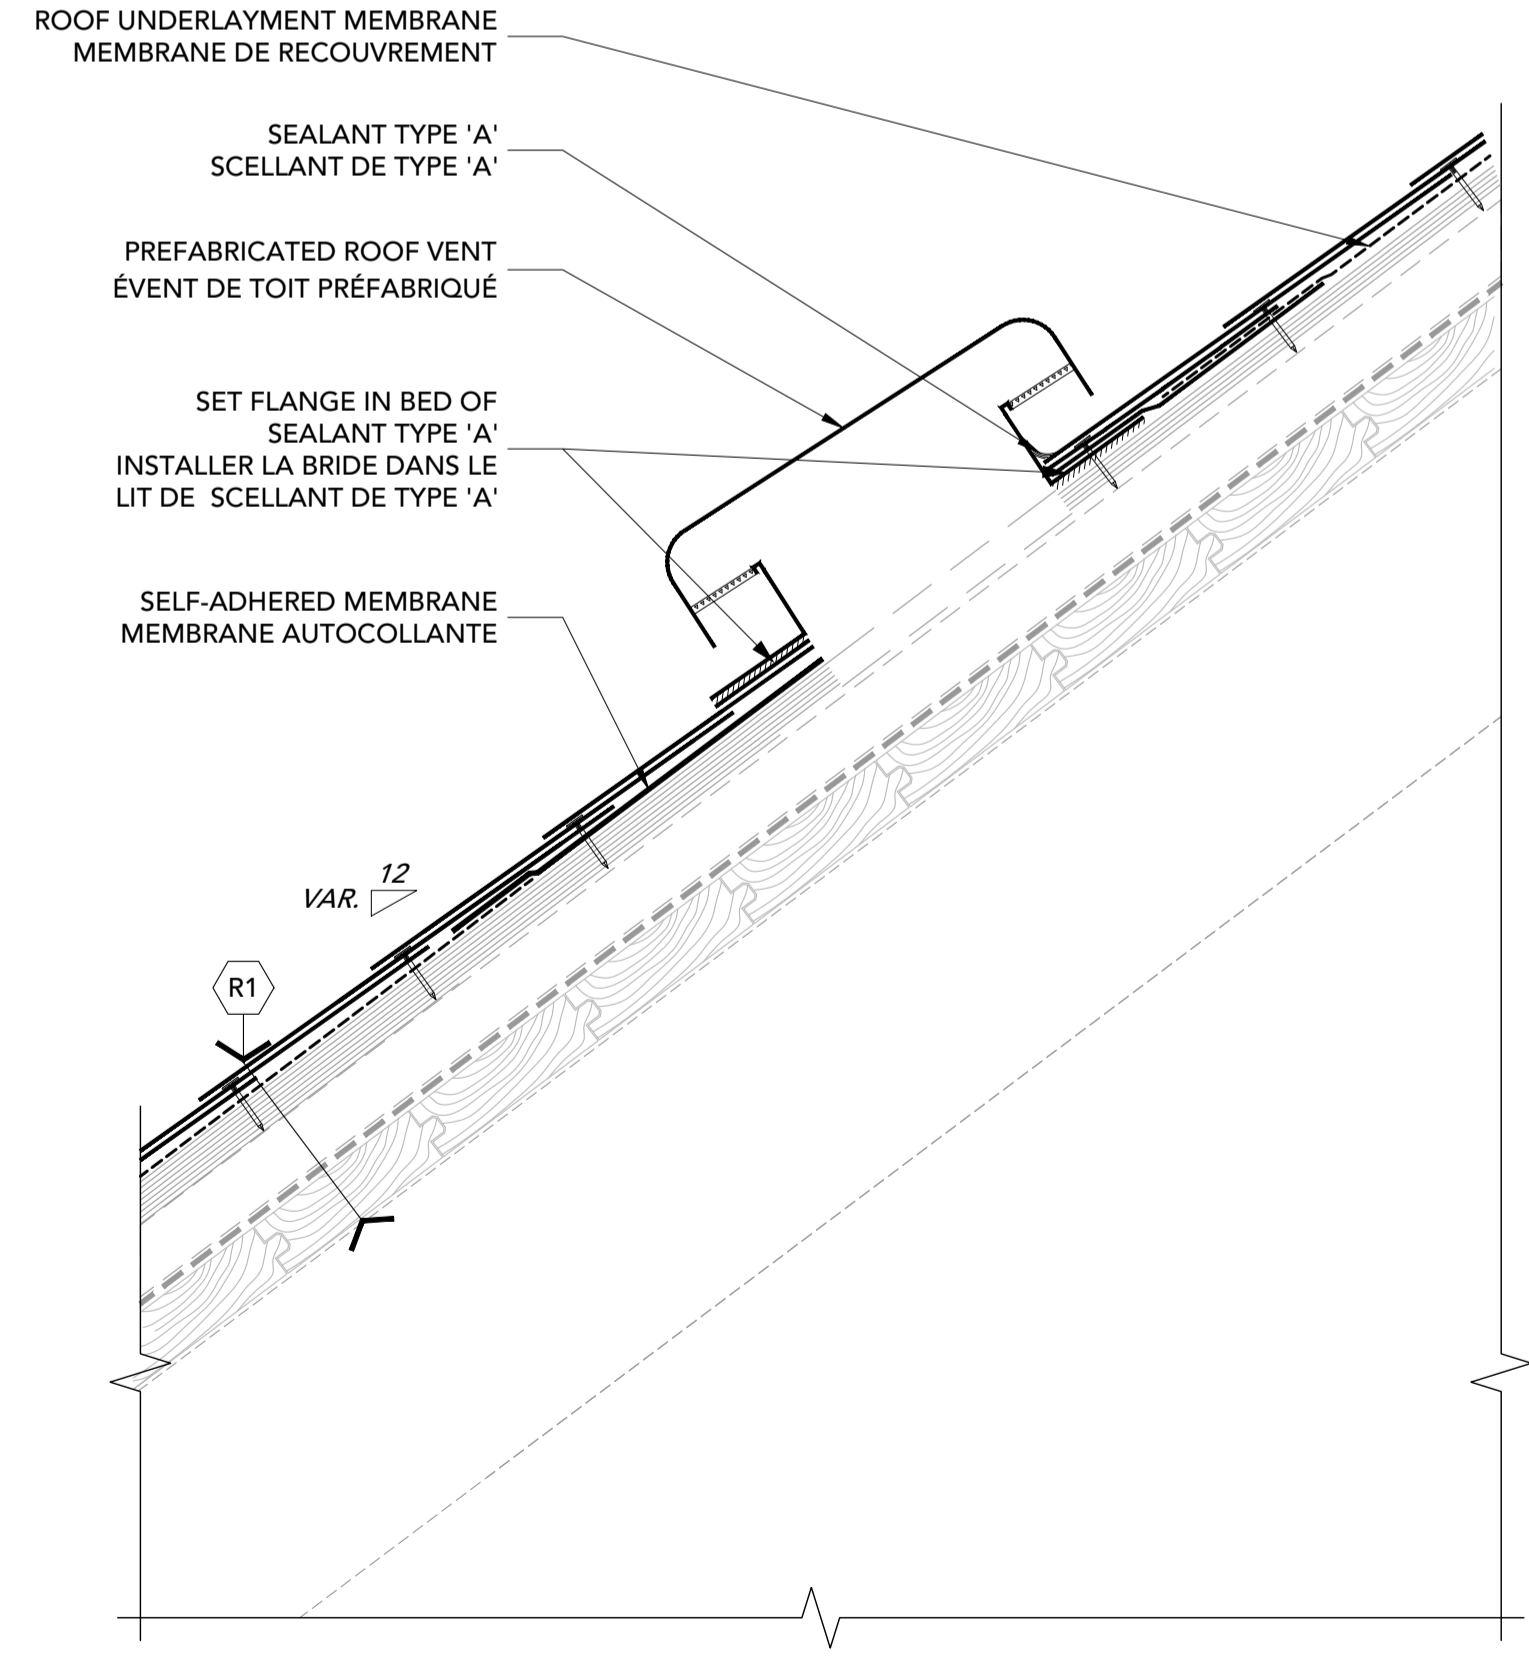 ROOF UNDERLAYMENT MEMBRANE
MEMBRANE DE RECOUVREMENT
SEALANT TYPE 'A'
SCELLANT DE TYPE 'A'
PREFABRICATED ROOF VENT
ÉVENT DE TOIT PRÉFABRIQUÉ
SET FLANGE IN BED OF
SEALANT TYPE 'A'
INSTALLER LA BRIDE DANS LE
LIT DE SCELLANT DE TYPE 'A'
SELF-ADHERED MEMBRANE
MEMBRANE AUTOCOLLANTE
12
VAR.
R1